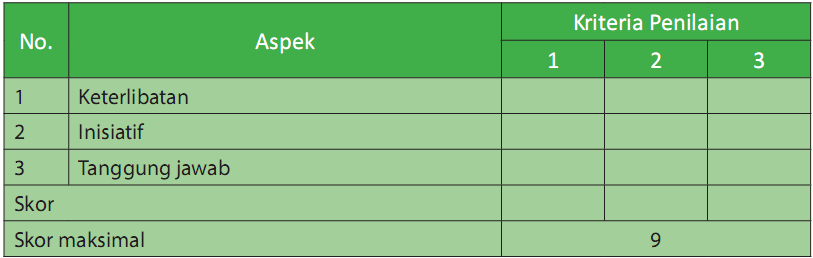 No. Aspek Kriteria Penilaian
1 2 3
1 Keterlibatan
2 Inisiatif
3 Tanggung jawab
Skor
Skor maksimal 9